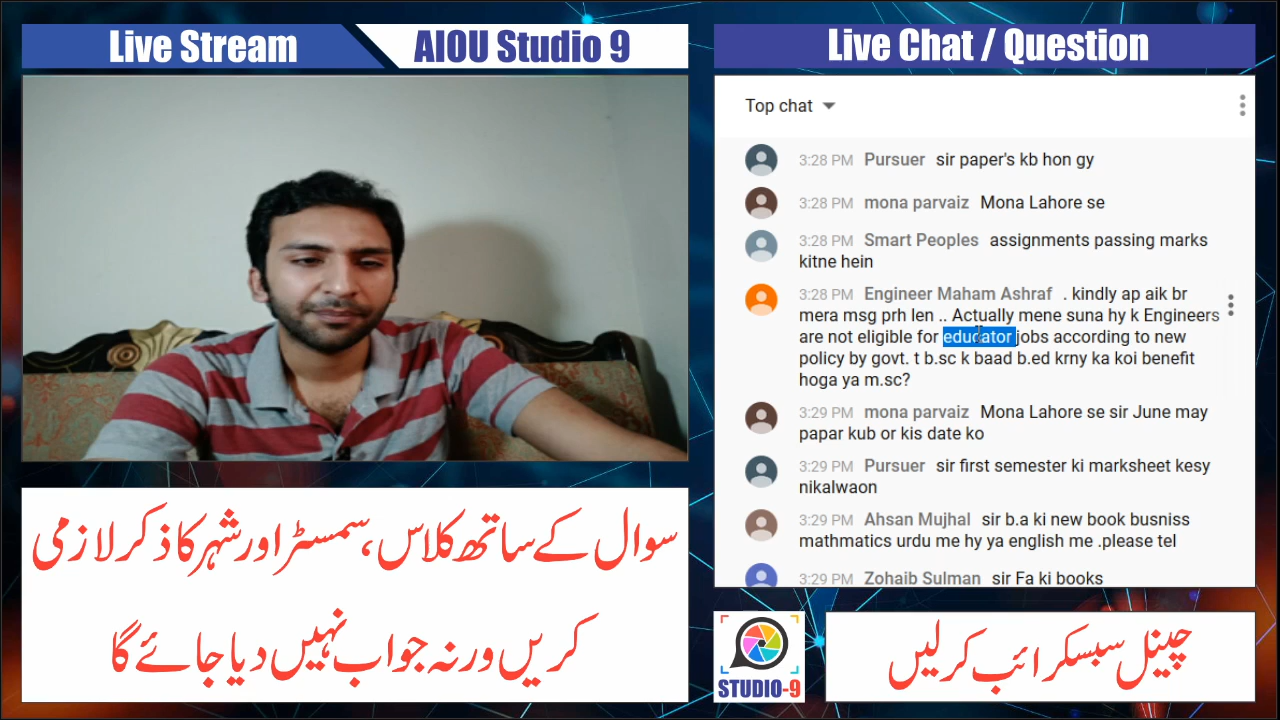 Live Stream
AIOU Studio 9
Live Chat / Question
Top chat
3:28 PM Pursuer sir paper's kb hon gy
3:28 PM mona parvaiz Mona Lahore se
3:28 PM Smart Peoples assignments passing marks
kitne hein
3:28 PM Engineer Maham Ashraf . kindly ap aik br
mera msg prh len .. Actually mene suna hy k Engineers
are not eligible for educator jobs according to new
policy by govt. t b.sc k baad b.ed krny ka koi benefit
hoga ya m.sc?
3:29 PM mona parvaiz Mona Lahore se sir June may
papar kub or kis date ko
3:29 PM Pursuer sir first semester ki marksheet kesy
nikalwaon
3:29 PM Ahsan Mujhal sir b.a ki new book busniss
mathmatics urdu me hy ya english me .please tel
3:29 PM Zohaib Sulman sir Fa ki books
سوال کے ساتھ کلاس، سمسٹر اور شہر کا ذکر لازمی
کریں ورنہ جواب نہیں دیا جائے گا
STUDIO-9
چینل سبسکرائب کر لیں